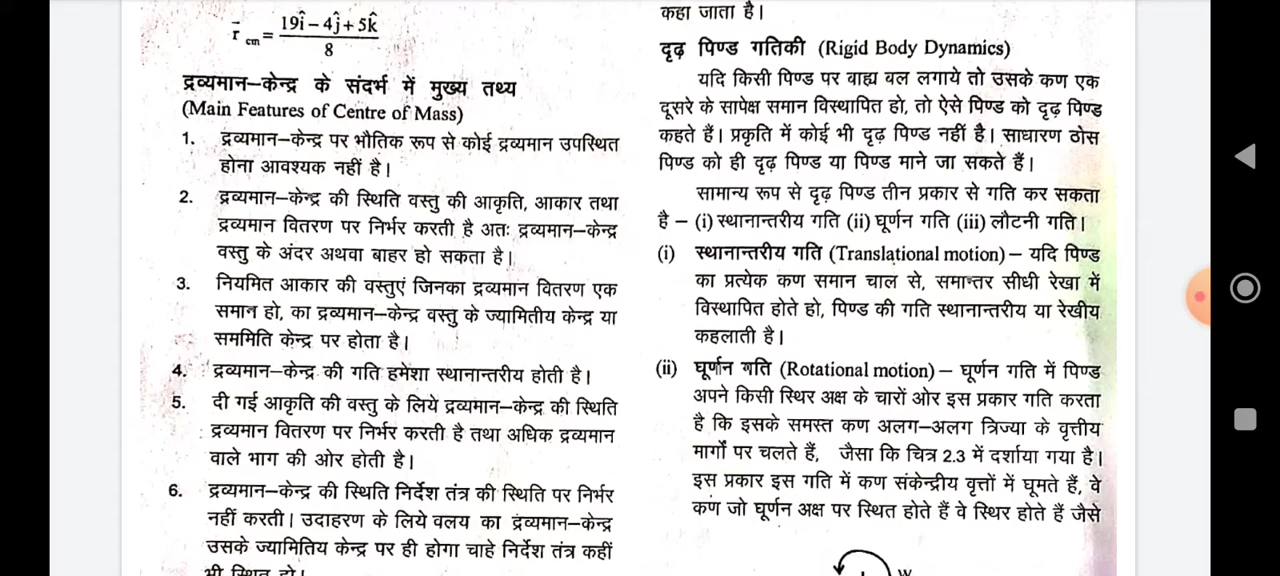 r⃗ cm = 19î – 4ĵ + 5k̂ / 8
द्रव्यमान–केन्द्र के संदर्भ में मुख्य तथ्य
(Main Features of Centre of Mass)
1. द्रव्यमान–केन्द्र पर भौतिक रूप से कोई द्रव्यमान उपस्थित
होना आवश्यक नहीं है।
2. द्रव्यमान–केन्द्र की स्थिति वस्तु की आकृति, आकार तथा
द्रव्यमान वितरण पर निर्भर करती है अतः द्रव्यमान–केन्द्र
वस्तु के अंदर अथवा बाहर हो सकता है।
3. नियमित आकार की वस्तुएं जिनका द्रव्यमान वितरण एक
समान हो, का द्रव्यमान–केन्द्र वस्तु के ज्यामितीय केन्द्र या
सममिति केन्द्र पर होता है।
4. द्रव्यमान–केन्द्र की गति हमेंशा स्थानान्तरीय होती है।
5. दी गई आकृति की वस्तु के लिये द्रव्यमान–केन्द्र की स्थिति
द्रव्यमान वितरण पर निर्भर करती है तथा अधिक द्रव्यमान
वाले भाग की ओर होती है।
6. द्रव्यमान–केन्द्र की स्थिति निर्देश तंत्र की स्थिति पर निर्भर
नहीं करती। उदाहरण के लिये वलय का द्रव्यमान–केन्द्र
उसके ज्यामितिय केन्द्र पर ही होगा चाहे निर्देश तंत्र कहीं
भी स्थित हो।
कहा जाता है।
दृढ़ पिण्ड गतिकी (Rigid Body Dynamics)
यदि किसी पिण्ड पर बाह्य बल लगाये तो उसके कण एक
दूसरे के सापेक्ष समान विस्थापित हो, तो ऐसे पिण्ड को दृढ़ पिण्ड
कहते हैं। प्रकृति में कोई भी दृढ़ पिण्ड नहीं है। साधारण ठोस
पिण्ड को ही दृढ़ पिण्ड या पिण्ड माने जा सकते हैं।
सामान्य रूप से दृढ़ पिण्ड तीन प्रकार से गति कर सकता
है – (i) स्थानान्तरीय गति (ii) घूर्णन गति (iii) लौटनी गति।
(i) स्थानान्तरीय गति (Translational motion) – यदि पिण्ड
का प्रत्येक कण समान चाल से, समान्तर सीधी रेखा में
विस्थापित होते हो, पिण्ड की गति स्थानान्तरीय या रेखीय
कहलाती है।
(ii) घूर्णन गति (Rotational motion) – घूर्णन गति में पिण्ड
अपने किसी स्थिर अक्ष के चारों ओर इस प्रकार गति करता
है कि इसके समस्त कण अलग–अलग त्रिज्या के वृत्तीय
मार्गों पर चलते हैं, जैसा कि चित्र 2.3 में दर्शाया गया है।
इस प्रकार इस गति में कण संकेन्द्रीय वृत्तों में घूमते हैं, वे
कण जो घूर्णन अक्ष पर स्थित होते हैं वे स्थिर होते हैं जैसे
w